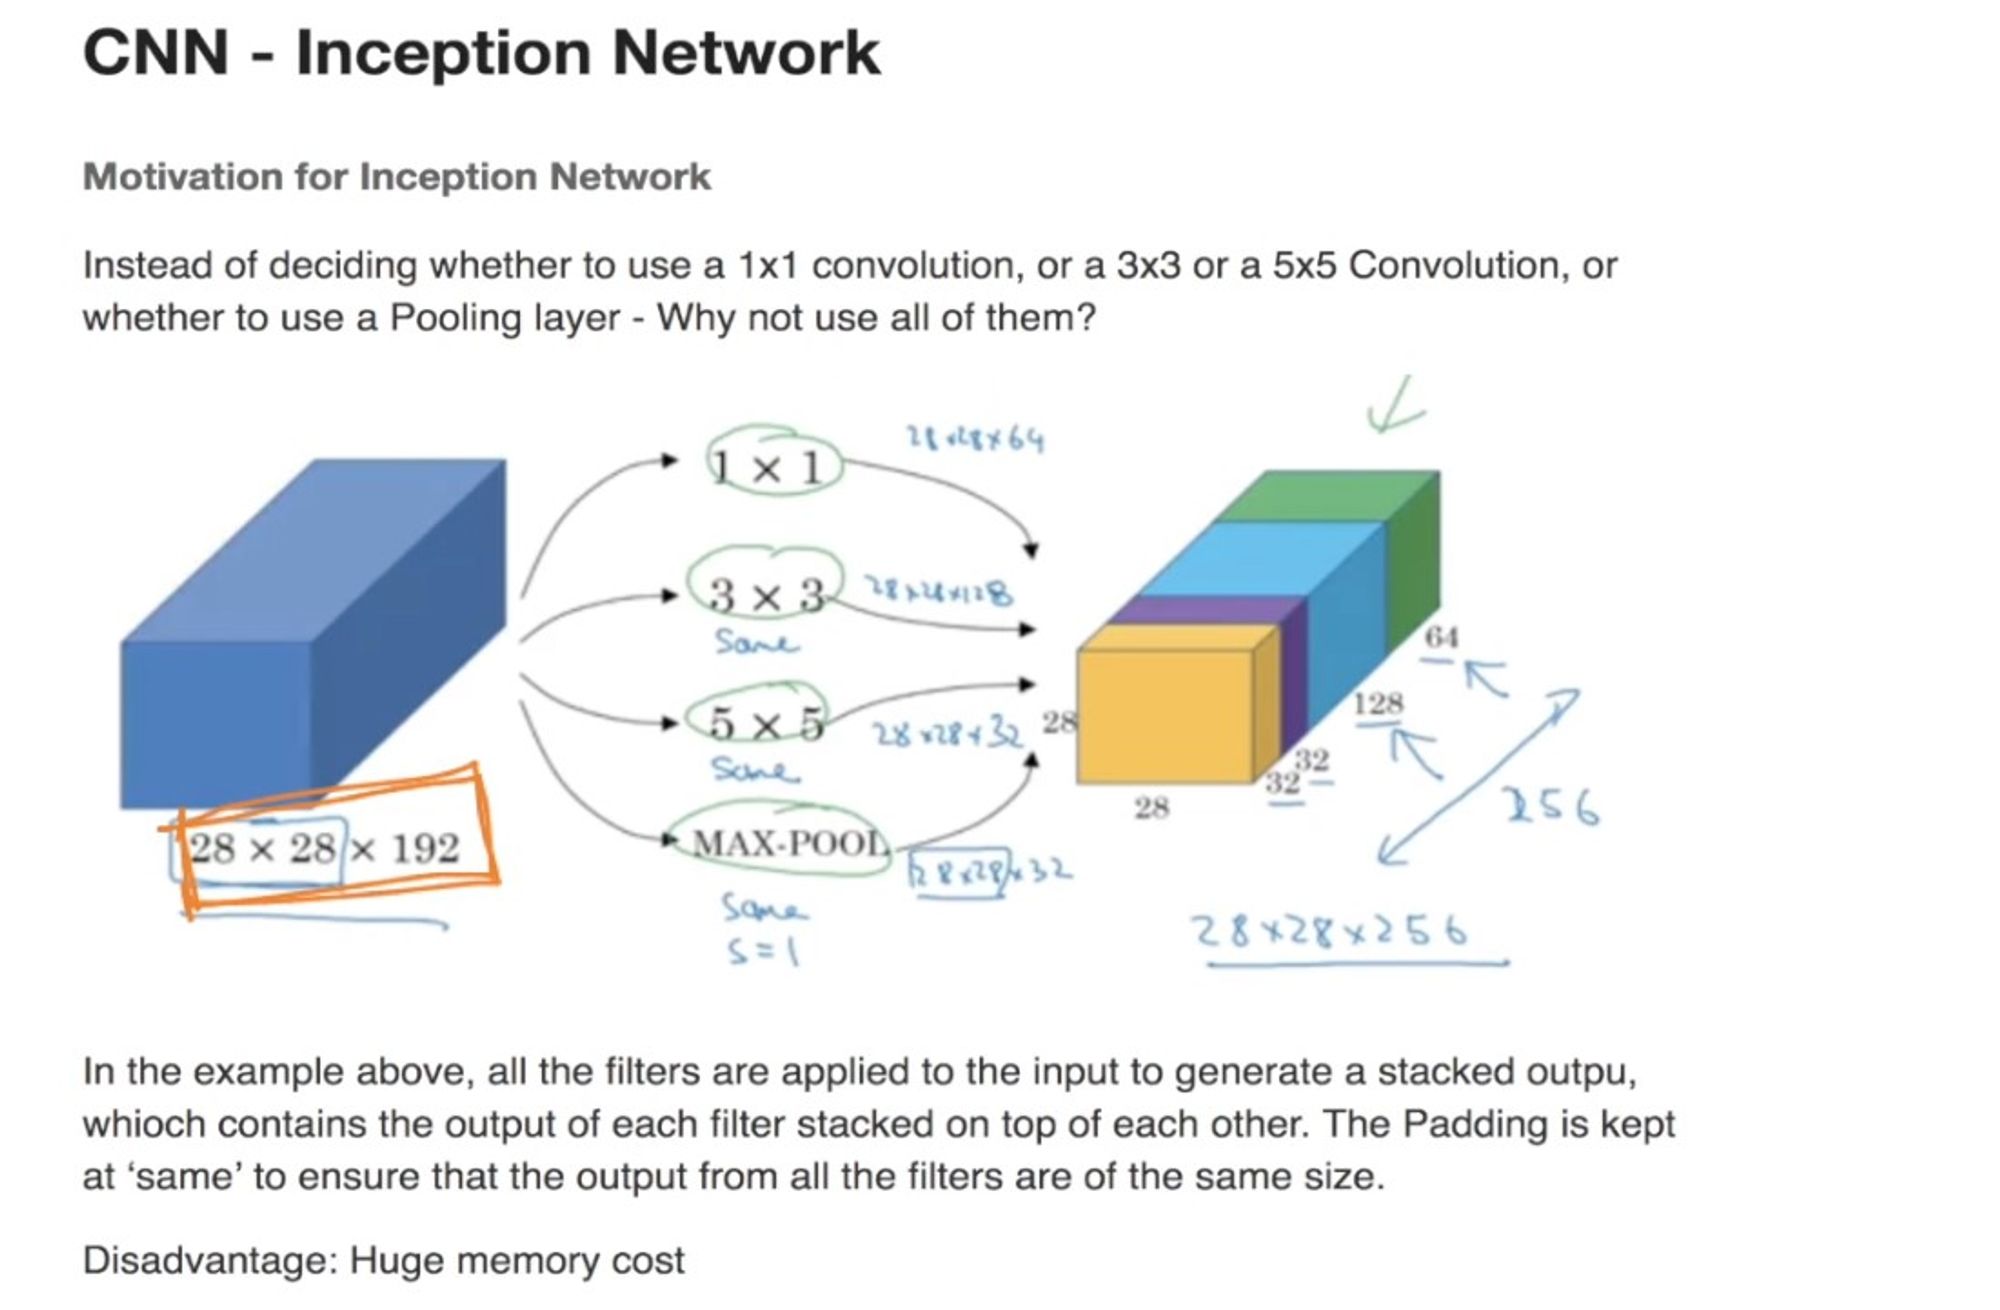 CNN - Inception Network
Motivation for Inception Network
Instead of deciding whether to use a 1x1 convolution, or a 3x3 or a 5x5 Convolution, or
whether to use a Pooling layer - Why not use all of them?
1 × 1
28×28×64
3 × 3
28×28×128
Same
64
5 × 5
28×28×32
28
128
Same
32
32
28
256
28 × 28 × 192
MAX-POOL
28×28×32
Same
s=1
28×28×256
In the example above, all the filters are applied to the input to generate a stacked outpu,
whioch contains the output of each filter stacked on top of each other. The Padding is kept
at ‘same’ to ensure that the output from all the filters are of the same size.
Disadvantage: Huge memory cost